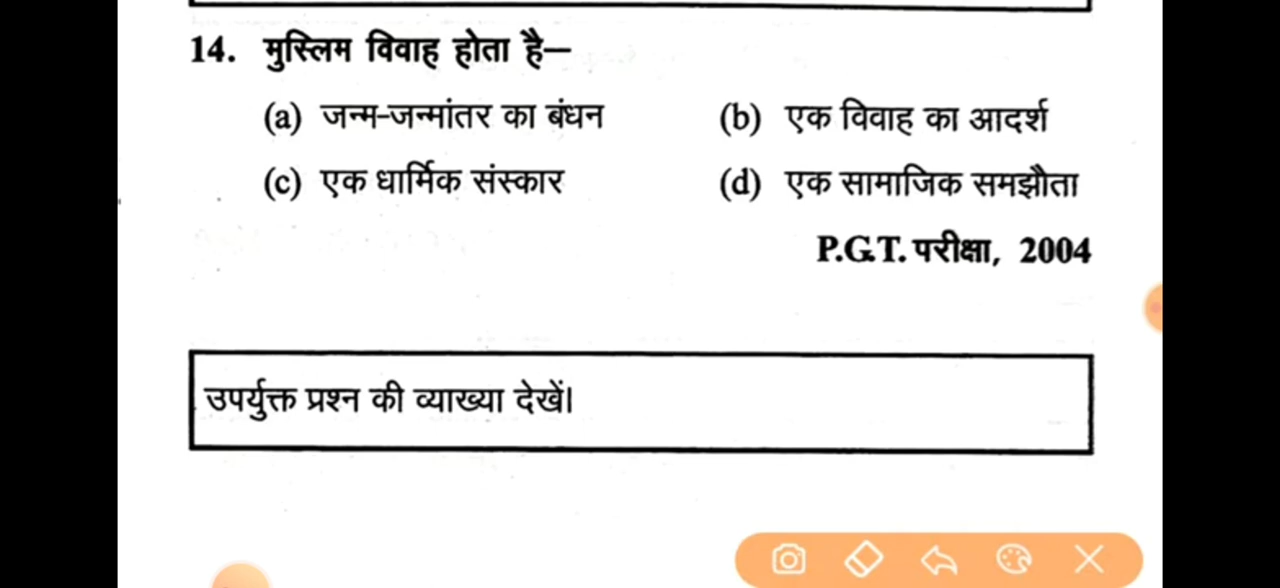 14. मुस्लिम विवाह होता है—
(a) जन्म-जन्मांतर का बंधन (b) एक विवाह का आदर्श
(c) एक धार्मिक संस्कार (d) एक सामाजिक समझौता
P.G.T. परीक्षा, 2004
उपर्युक्त प्रश्न की व्याख्या देखें।